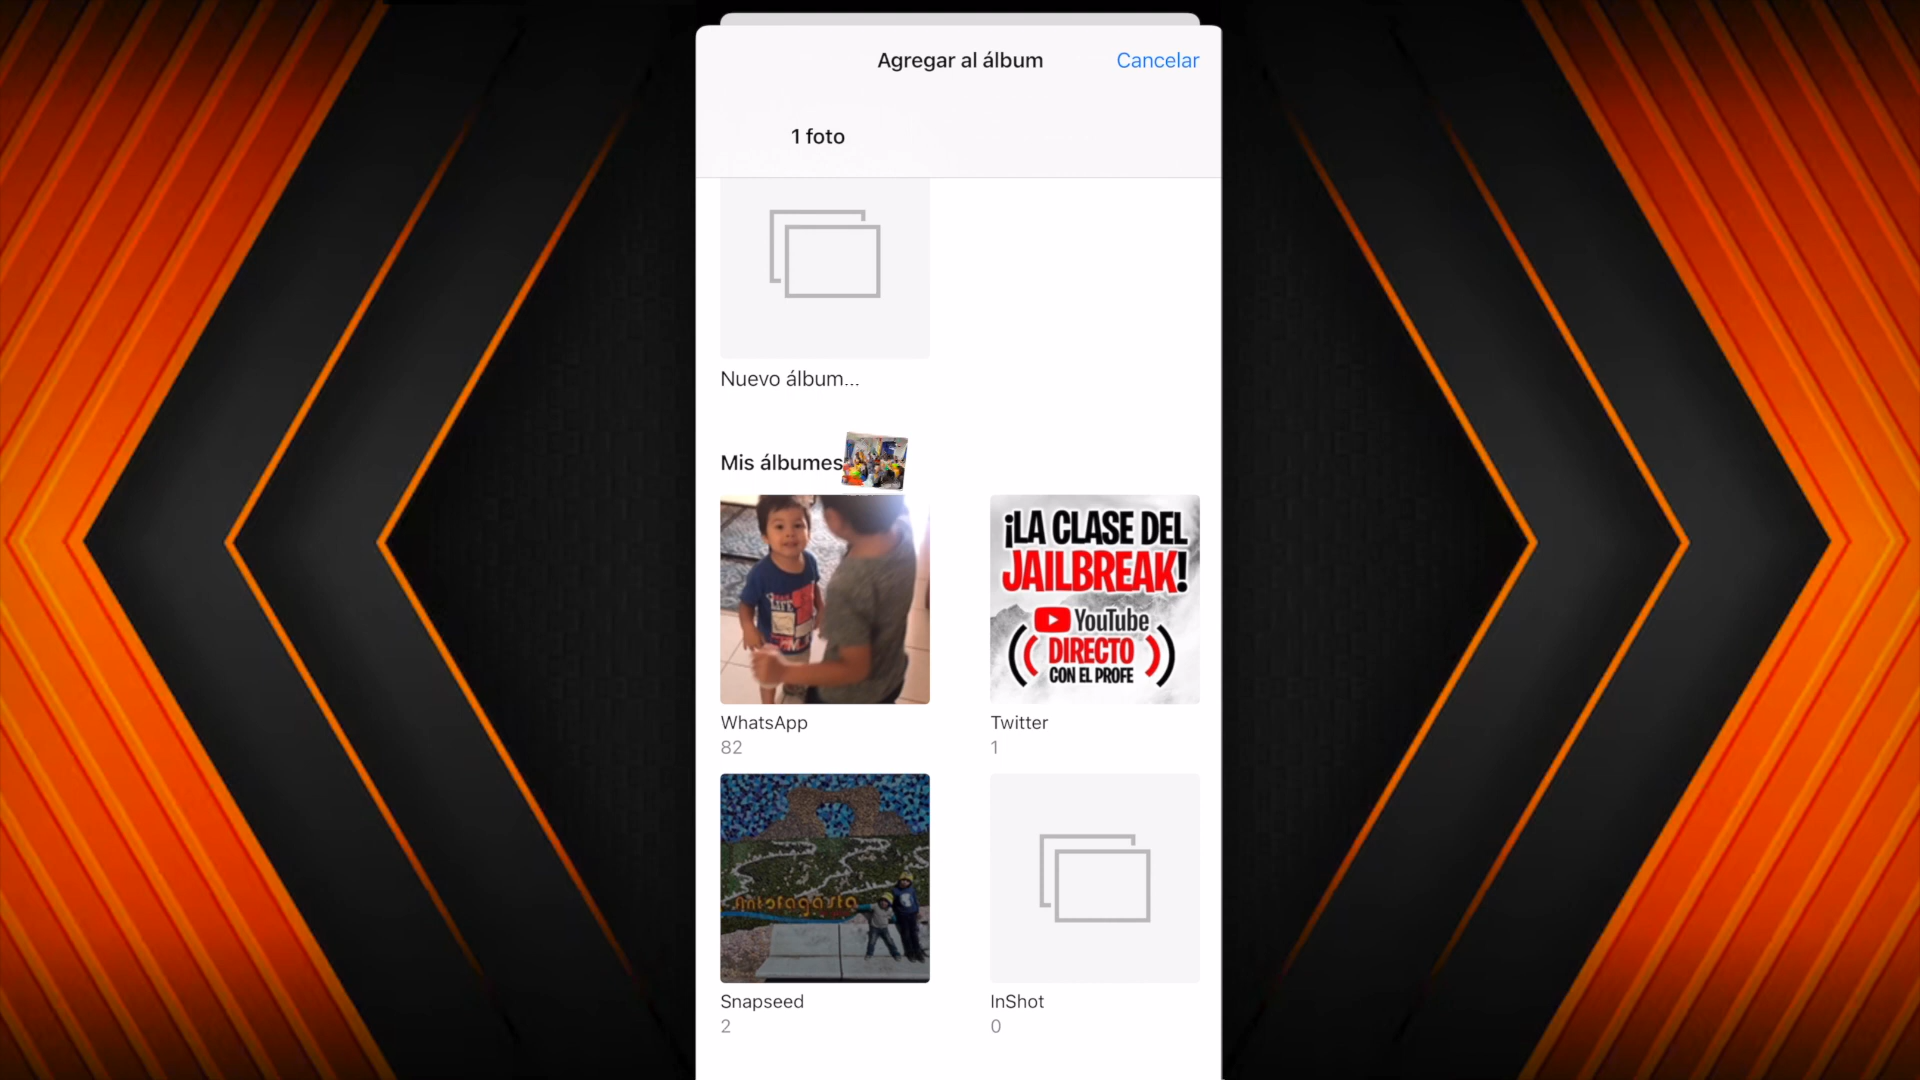 Agregar al álbum
Cancelar
1 foto
Nuevo álbum...
Mis álbumes
¡LA CLASE DEL
JAILBREAK!
YouTube
DIRECTO
CON EL PROFE
WhatsApp
82
Twitter
1
Antofagasta
Snapseed
2
InShot
0